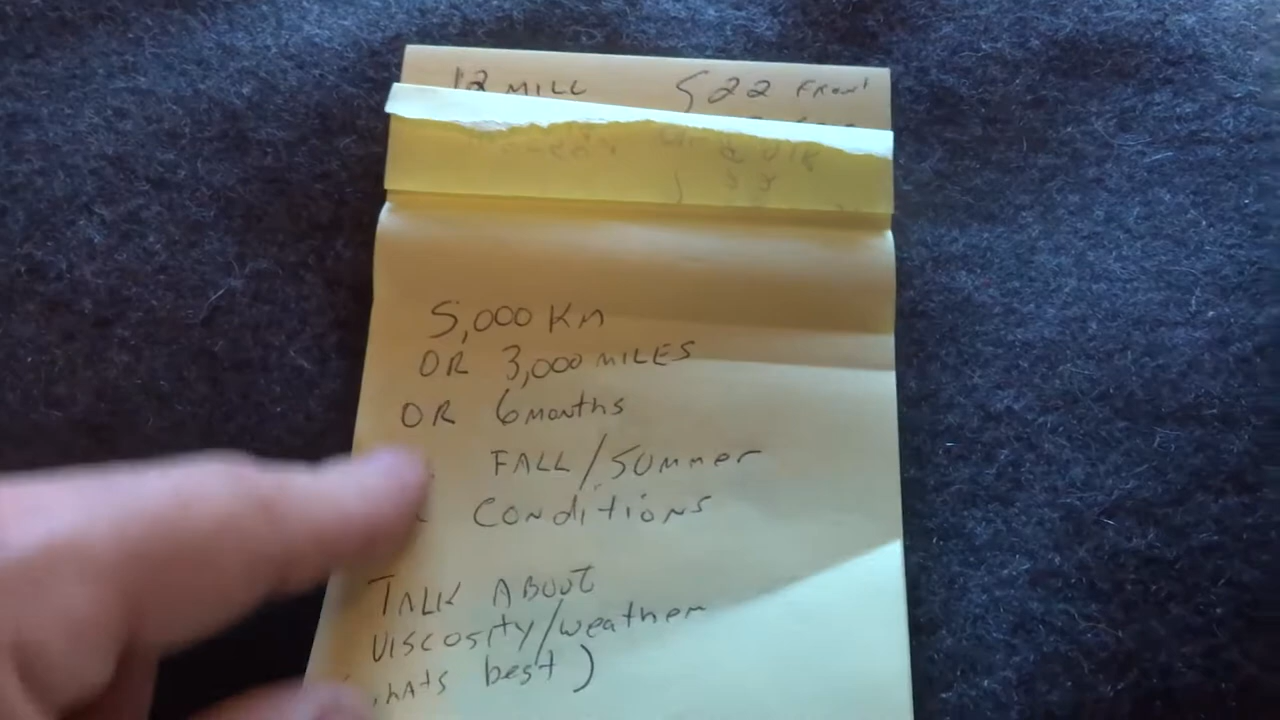 12 MILL 522 FRONT
5,000 Km
OR 3,000 MILES
OR 6 months
FALL/SUmmer
CONditiONS
TALK ABOUT
VISCOSITY/weather
best)